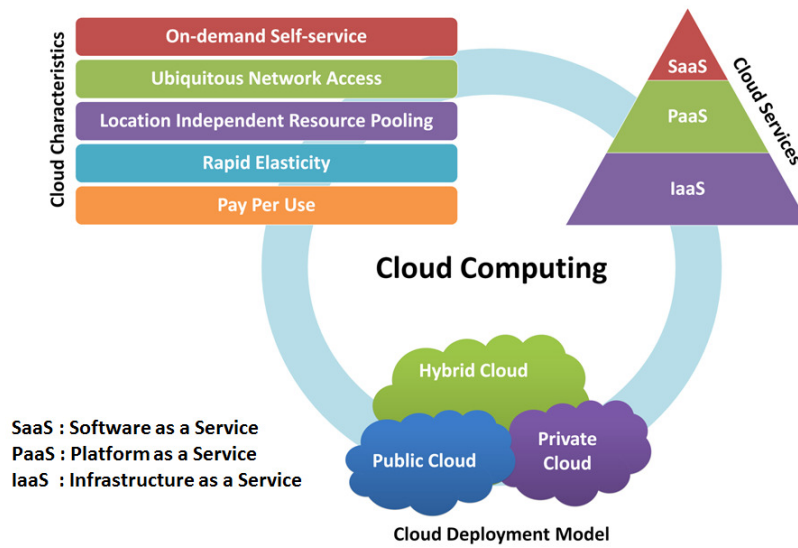 Cloud Characteristics
On-demand Self-service
Ubiquitous Network Access
Location Independent Resource Pooling
Rapid Elasticity
Pay Per Use
SaaS
PaaS
IaaS
Cloud Services
Cloud Computing
Hybrid Cloud
Public Cloud
Private
Cloud
SaaS : Software as a Service
PaaS : Platform as a Service
IaaS : Infrastructure as a Service
Cloud Deployment Model